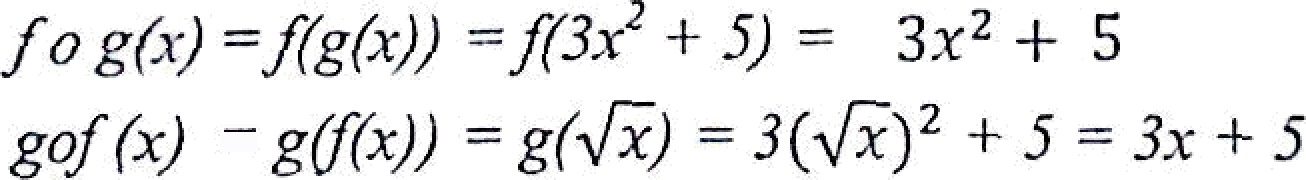 f o g(x) = f(g(x)) = f(3x² + 5) = 3x² + 5
gof (x) − g(f(x)) = g(√x) = 3(√x)² + 5 = 3x + 5